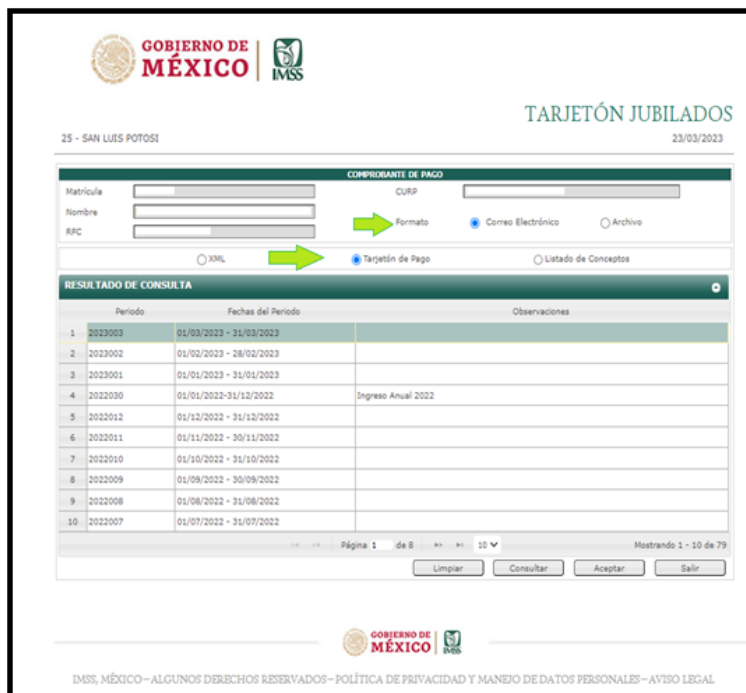 GOBIERNO DE
MÉXICO
IMSS
TARJETÓN JUBILADOS
25 - SAN LUIS POTOSI 23/03/2023
COMPROBANTE DE PAGO
Matrícula CURP
Nombre
Formato Correo Electrónico Archivo
RFC
XML Tarjetón de Pago Listado de Conceptos
RESULTADO DE CONSULTA
Periodo Fechas del Periodo Observaciones
1 2023003 01/03/2023 - 31/03/2023
2 2023002 01/02/2023 - 28/02/2023
3 2023001 01/01/2023 - 31/01/2023
4 2022030 01/01/2022-31/12/2022 Ingreso Anual 2022
5 2022012 01/12/2022 - 31/12/2022
6 2022011 01/11/2022 - 30/11/2022
7 2022010 01/10/2022 - 31/10/2022
8 2022009 01/09/2022 - 30/09/2022
9 2022008 01/08/2022 - 31/08/2022
10 2022007 01/07/2022 - 31/07/2022
Página 1 de 8 10 Mostrando 1 - 10 de 79
Limpiar Consultar Aceptar Salir
GOBIERNO DE
MÉXICO
IMSS
IMSS, MÉXICO–ALGUNOS DERECHOS RESERVADOS–POLÍTICA DE PRIVACIDAD Y MANEJO DE DATOS PERSONALES–AVISO LEGAL